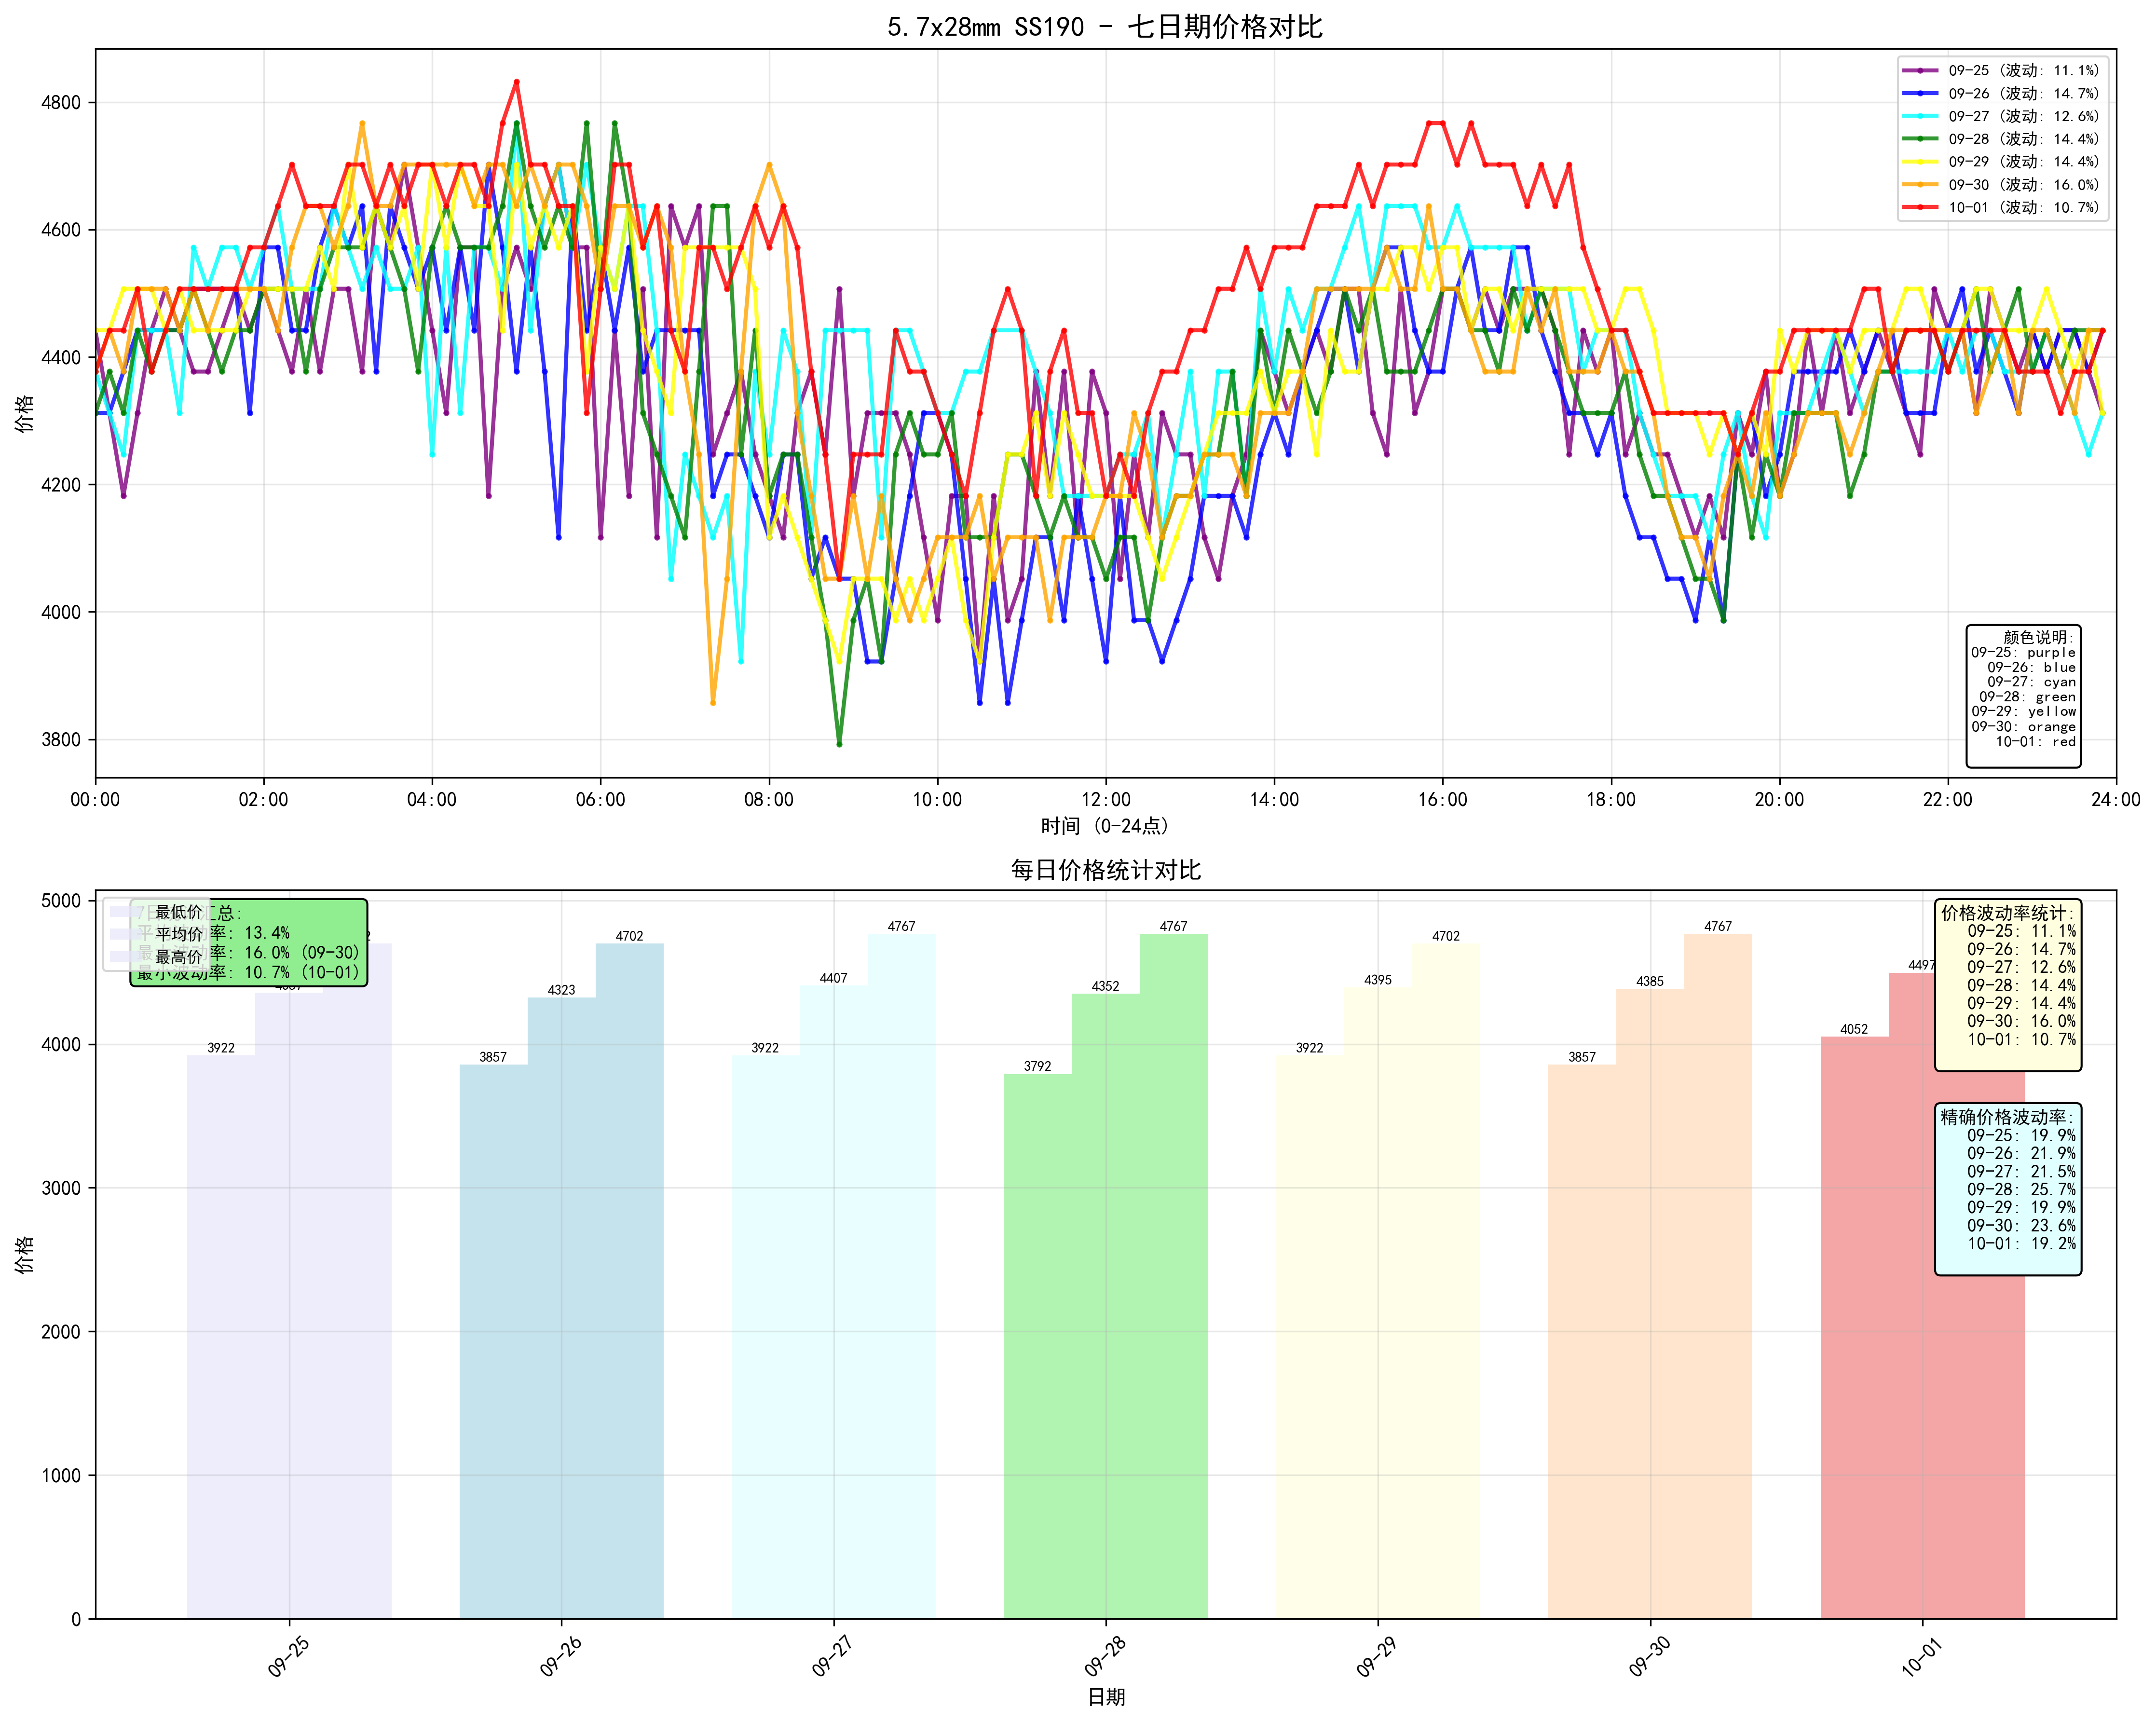 5.7x28mm SS190 - 七日期价格对比
价格
4800
4600
4400
4200
4000
3800
09-25 (波动: 11.1%)
09-26 (波动: 14.7%)
09-27 (波动: 12.6%)
09-28 (波动: 14.4%)
09-29 (波动: 14.4%)
09-30 (波动: 16.0%)
10-01 (波动: 10.7%)
颜色说明:
09-25: purple
09-26: blue
09-27: cyan
09-28: green
09-29: yellow
09-30: orange
10-01: red
00:00 02:00 04:00 06:00 08:00 10:00 12:00 14:00 16:00 18:00 20:00 22:00 24:00
时间 (0-24点)
每日价格统计对比
价格
5000
4000
3000
2000
1000
0
最低价
平均价
最高价
汇总:
率: 13.4%
16.0% (09-30)
最小波动率: 10.7% (10-01)
3922
3857 4323 4702
3922 4407 4767
3792 4352 4767
3922 4395 4702
3857 4385 4767
4052 4497
价格波动率统计:
09-25: 11.1%
09-26: 14.7%
09-27: 12.6%
09-28: 14.4%
09-29: 14.4%
09-30: 16.0%
10-01: 10.7%
精确价格波动率:
09-25: 19.9%
09-26: 21.9%
09-27: 21.5%
09-28: 25.7%
09-29: 19.9%
09-30: 23.6%
10-01: 19.2%
09-25 09-26 09-27 09-28 09-29 09-30 10-01
日期